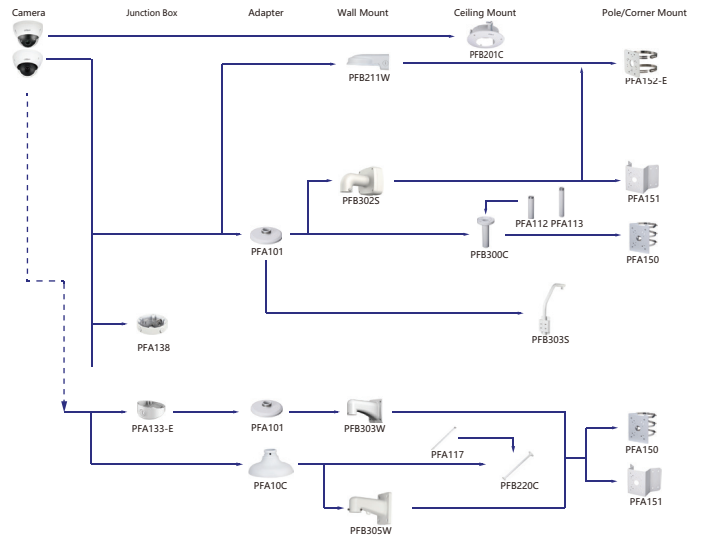 Camera Junction Box Adapter Wall Mount Ceiling Mount Pole/Corner Mount
PFB201C
PFB211W
PFA152-E
PFB302S
PFA151
PFA112 PFA113
PFA101
PFB300C
PFA150
PFB303S
PFA138
PFA133-E
PFA101
PFB303W
PFA117
PFA150
PFA10C
PFB220C
PFA151
PFB305W